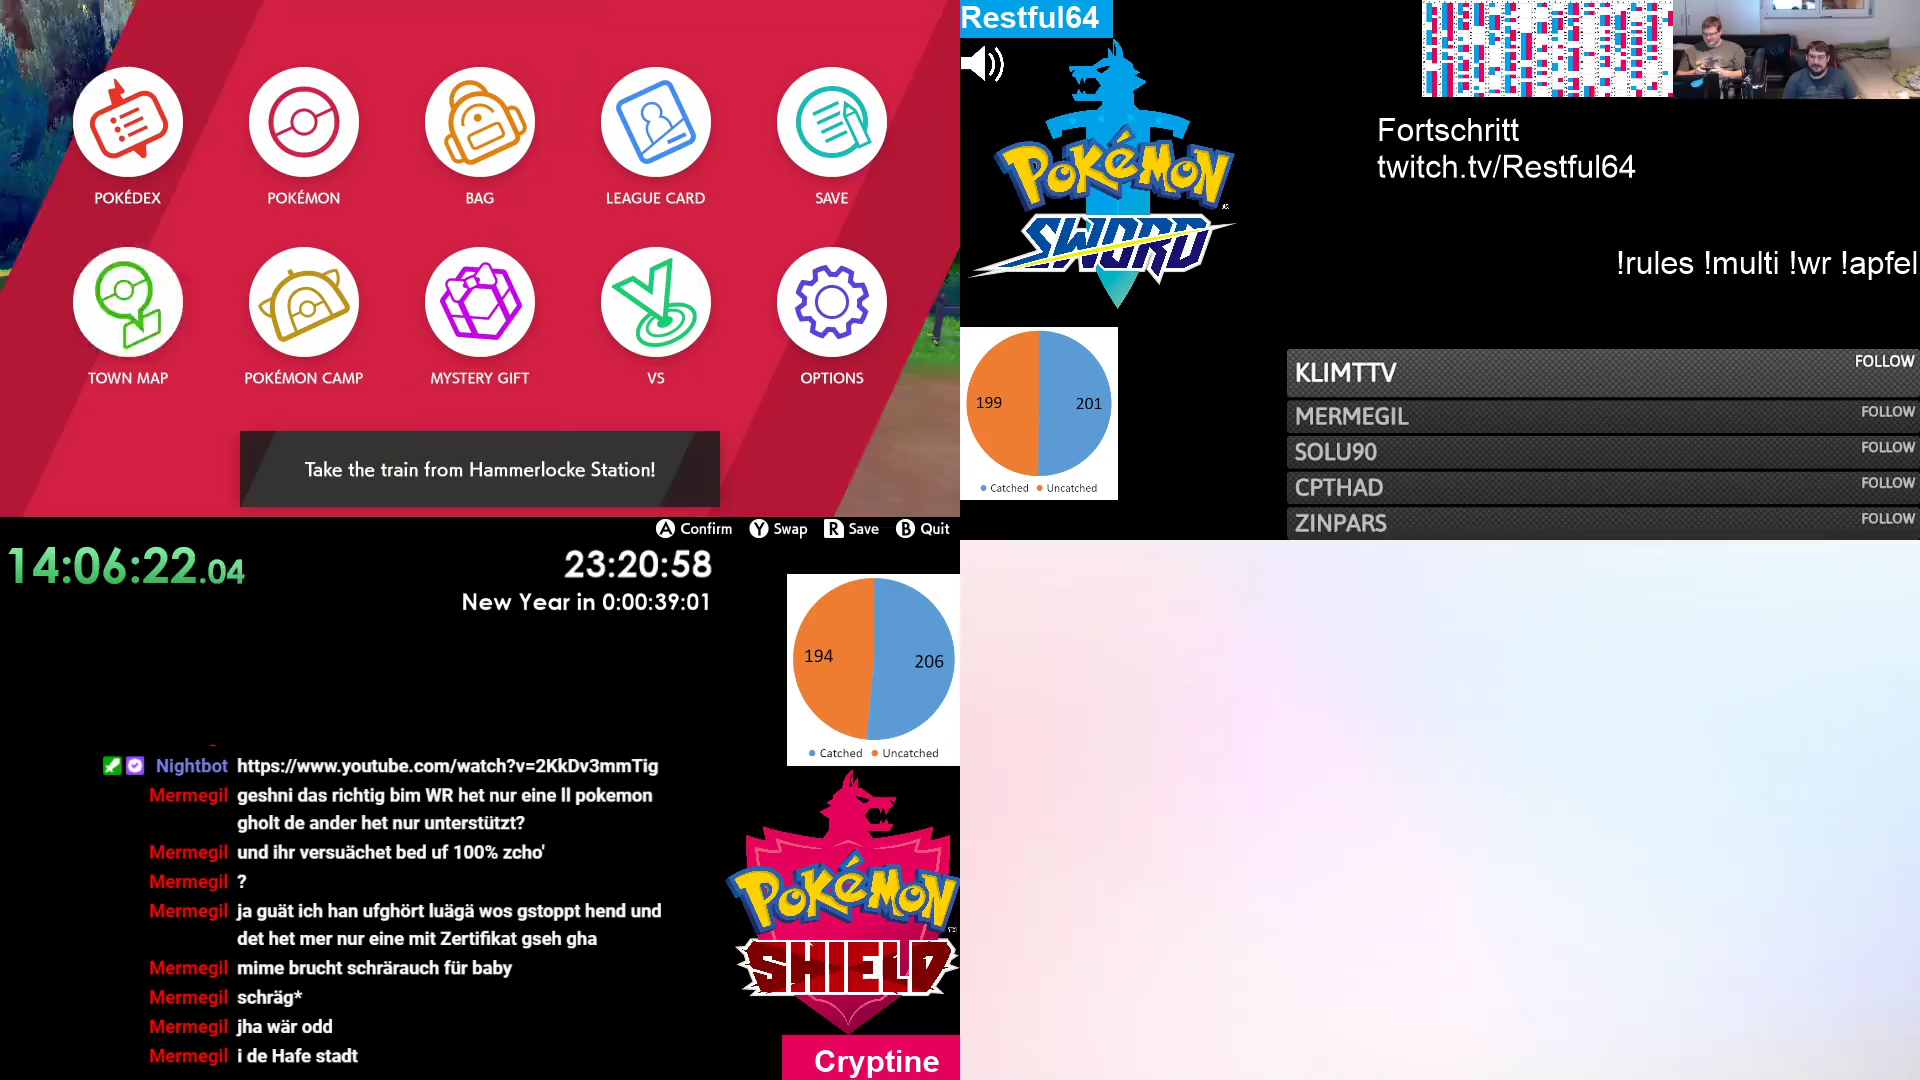 POKÉDEX
POKÉMON
BAG
LEAGUE CARD
SAVE
TOWN MAP
POKÉMON CAMP
MYSTERY GIFT
VS
OPTIONS
Take the train from Hammerlocke Station!
A Confirm Y Swap R Save B Quit
Restful64
POKÉMON
SWORD
Fortschritt
twitch.tv/Restful64
!rules !multi !wr !apfel
199
201
Catched Uncatched
KLIMTTV FOLLOW
MERMEGIL FOLLOW
SOLU90 FOLLOW
CPTHAD FOLLOW
ZINPARS FOLLOW
14:06:22.04
23:20:58
New Year in 0:00:39:01
194
206
Catched Uncatched
Nightbot https://www.youtube.com/watch?v=2KkDv3mmTig
Mermegil geshni das richtig bim WR het nur eine ll pokemon
gholt de ander het nur unterstützt?
Mermegil und ihr versuächet bed uf 100% zcho'
Mermegil ?
Mermegil ja guät ich han ufghört luägä wos gstoppt hend und
det het mer nur eine mit Zertifikat gseh gha
Mermegil mime brucht schrärauch für baby
Mermegil schräg*
Mermegil jha wär odd
Mermegil i de Hafe stadt
POKÉMON
SHIELD
Cryptine